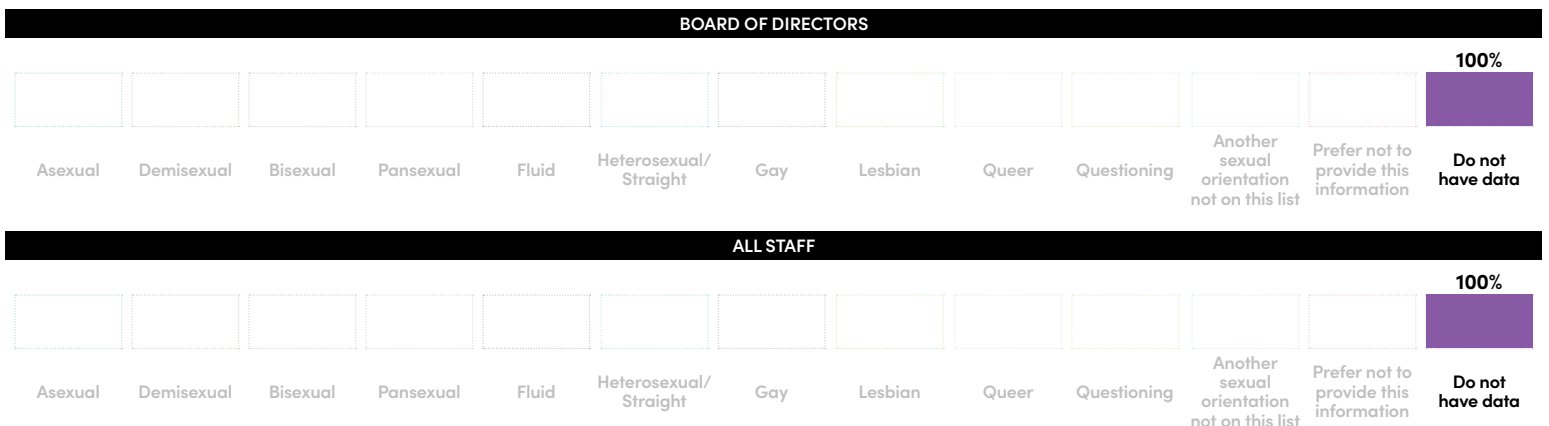 BOARD OF DIRECTORS
100%
Asexual
Demisexual
Bisexual
Pansexual
Fluid
Heterosexual/
Straight
Gay
Lesbian
Queer
Questioning
Another
sexual
orientation
not on this list
Prefer not to
provide this
information
Do not
have data
ALL STAFF
100%
Asexual
Demisexual
Bisexual
Pansexual
Fluid
Heterosexual/
Straight
Gay
Lesbian
Queer
Questioning
Another
sexual
orientation
not on this list
Prefer not to
provide this
information
Do not
have data